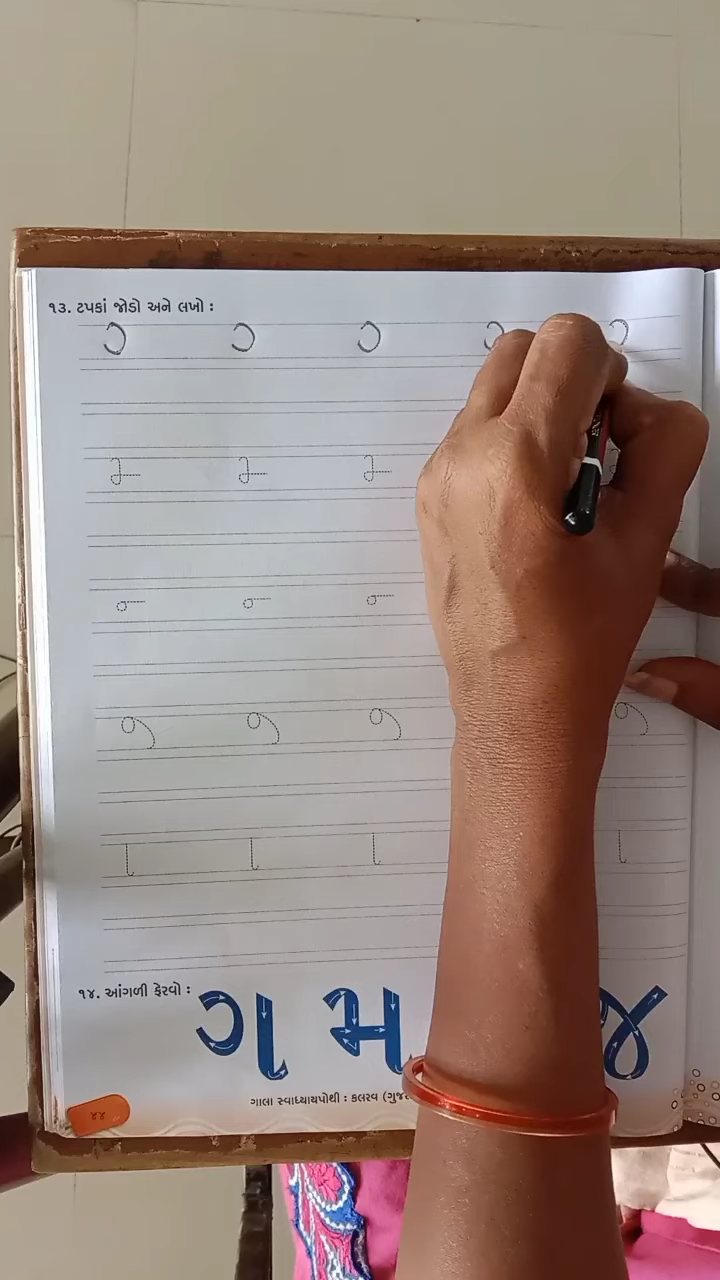 ૧૩. ટપકાં જોડો અને લખો :
૧૪. આંગળી ફેરવો :
ગ મ જ
ગાલા સ્વાધ્યાયપોથી : કલરવ
૪૪